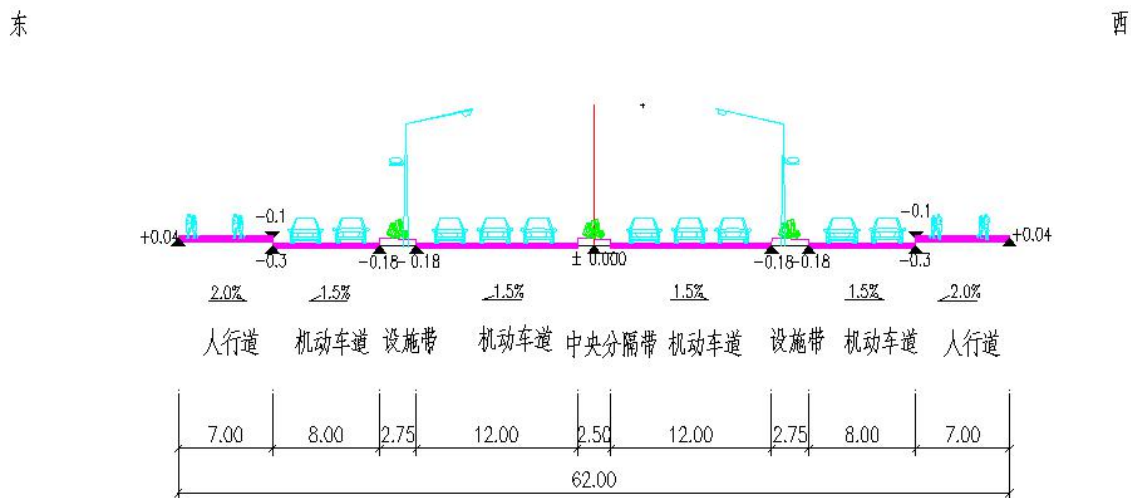 东 西
-0.1 -0.1
+0.04 +0.04
-0.3 -0.18 -0.18 ± 0.000 -0.18 -0.18 -0.3
2.0% 1.5% 1.5% 1.5% 1.5% 2.0%
人行道 机动车道 设施带 机动车道 中央分隔带 机动车道 设施带 机动车道 人行道
7.00 8.00 2.75 12.00 2.50 12.00 2.75 8.00 7.00
62.00